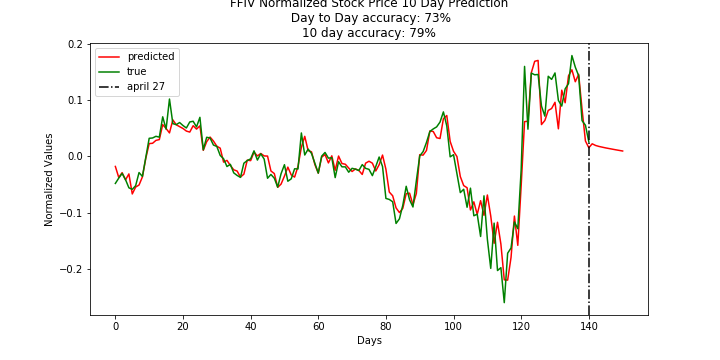 FFIV Normalized Stock Price 10 Day Prediction
Day to Day accuracy: 73%
10 day accuracy: 79%
predicted
true
april 27
Normalized Values
0.2
0.1
0.0
−0.1
−0.2
0
20
40
60
80
100
120
140
Days